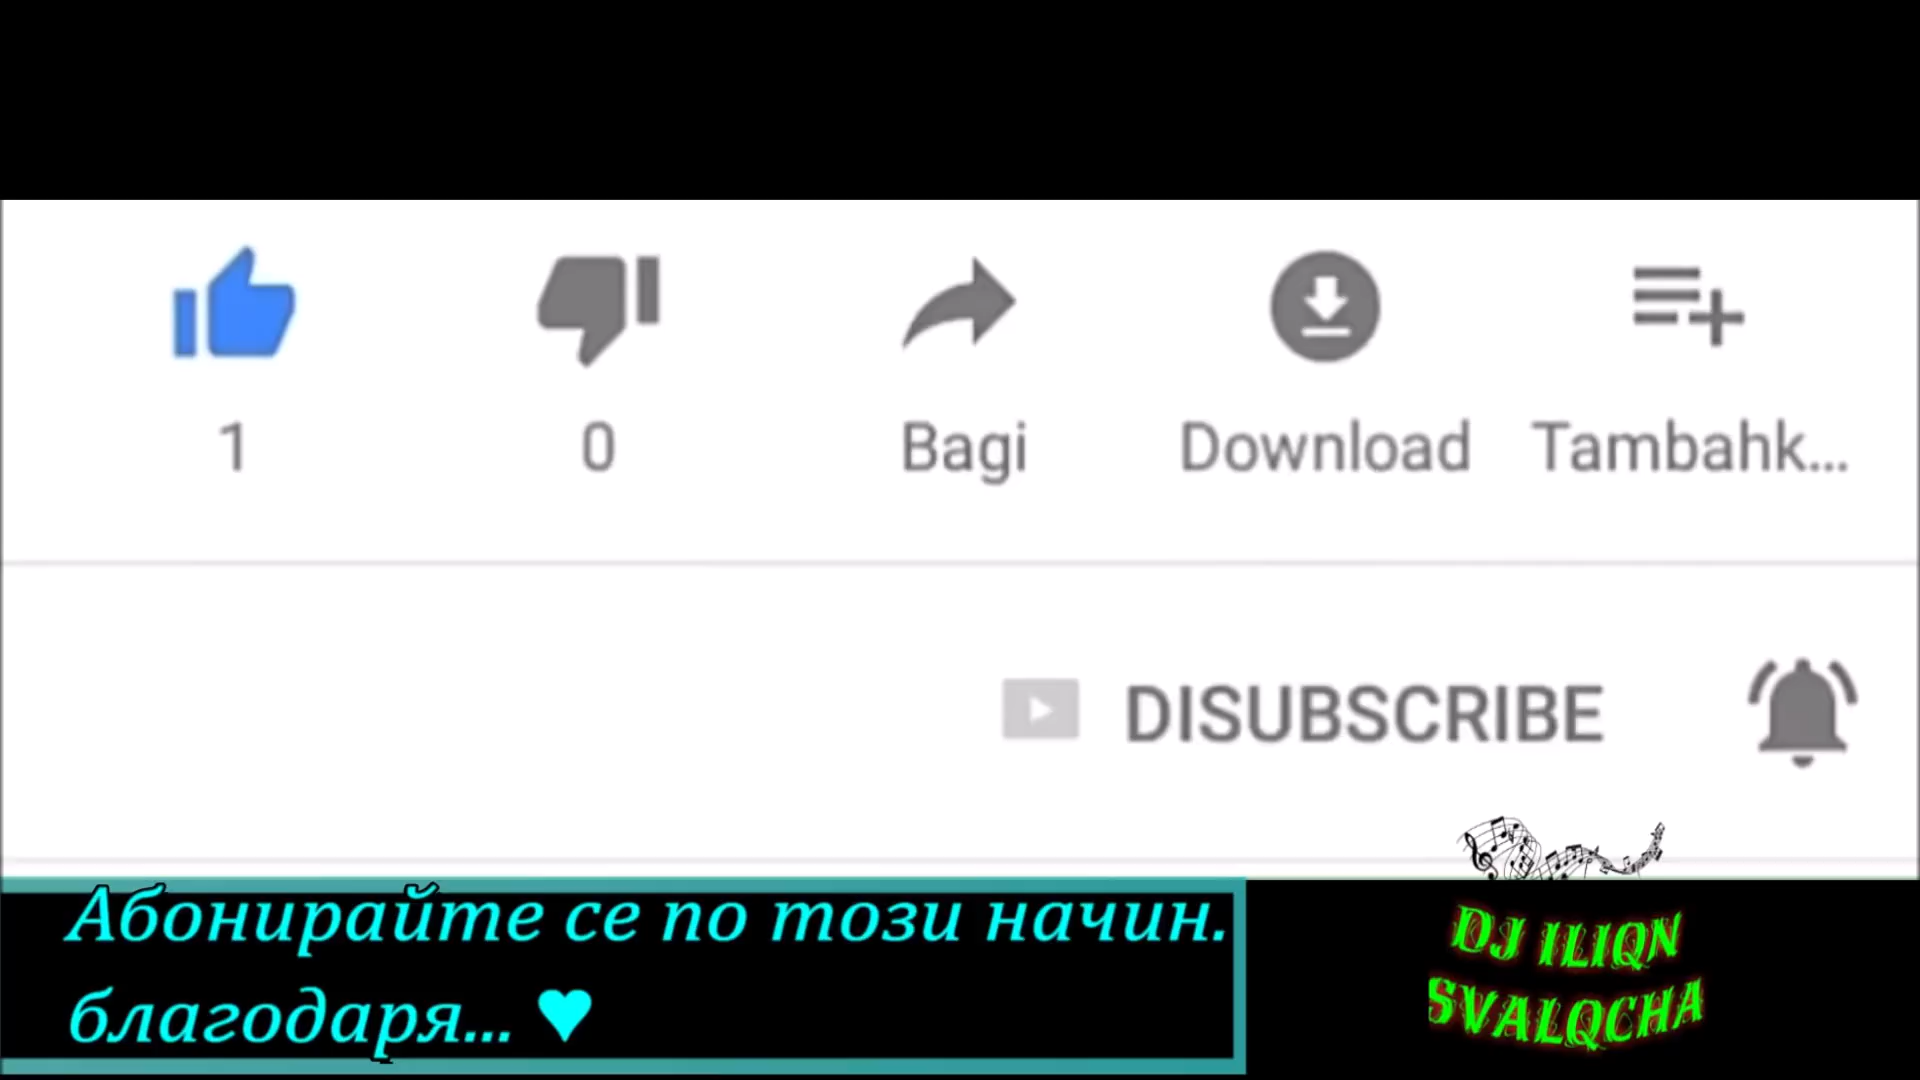 1
0
Bagi
Download
Tambahk...
DISUBSCRIBE
Абонирайте се по този начин.
благодаря... ♥
DJ ILIQN
SVALQCHA